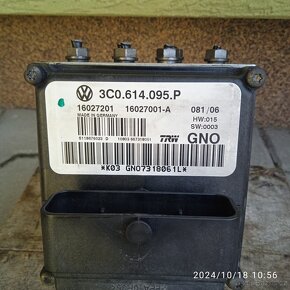 3C0.614.095.P
16027201 16027001-A 081/06
MADE IN GERMANY
HW:015
SW:0003
TRW GNO
*K03 GNO7318061L*
2024/10/18 10:56